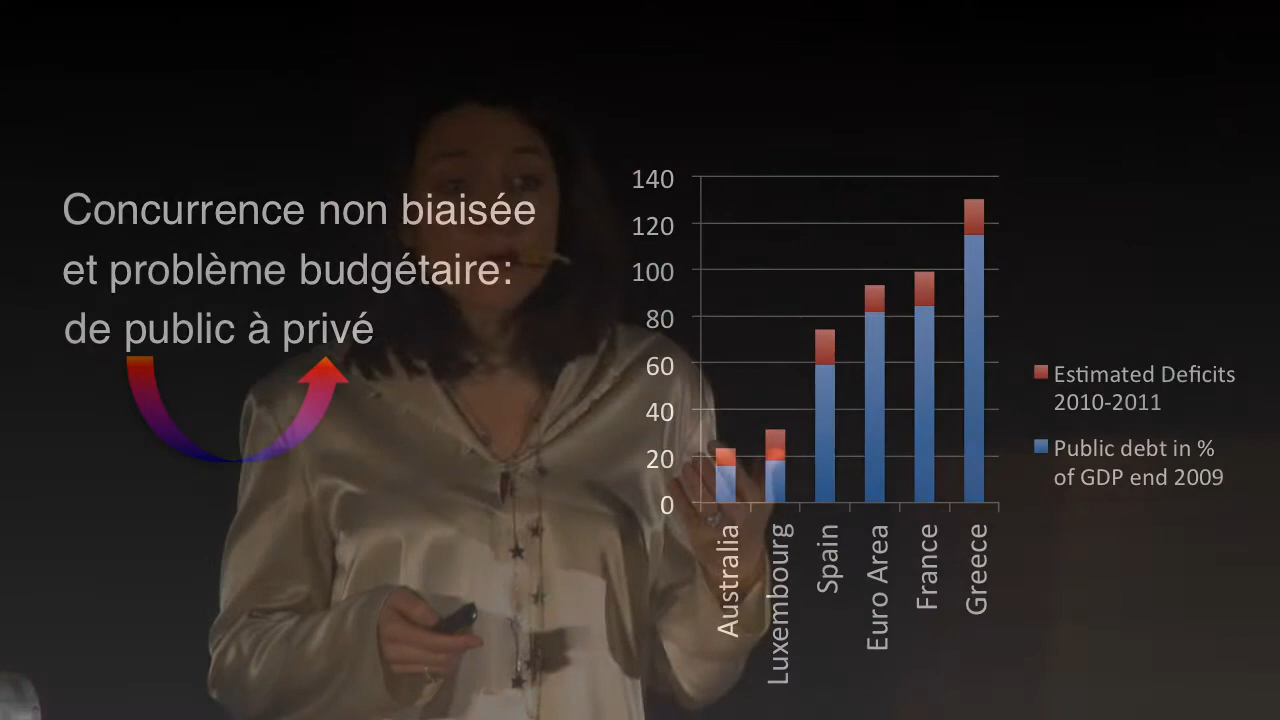 Concurrence non biaisée
et problème budgétaire:
de public à privé
140
120
100
80
60
40
20
0
Australia
Luxembourg
Spain
Euro Area
France
Greece
Estimated Deficits
2010-2011
Public debt in %
of GDP end 2009